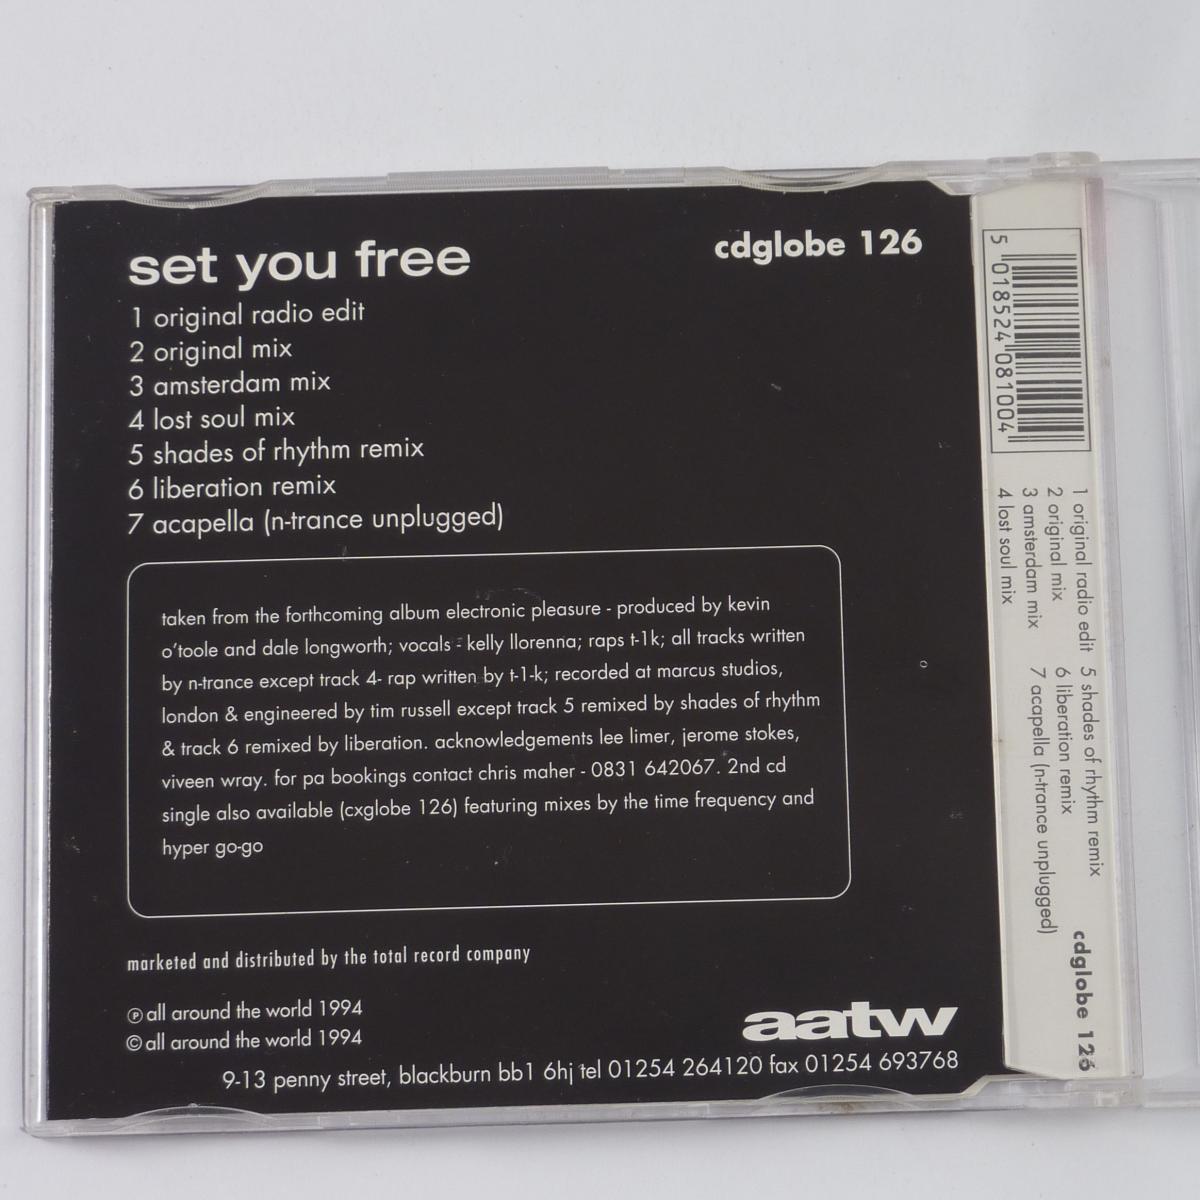 set you free
cdglobe 126
1 original radio edit
2 original mix
3 amsterdam mix
4 lost soul mix
5 shades of rhythm remix
6 liberation remix
7 acapella (n-trance unplugged)
taken from the forthcoming album electronic pleasure - produced by kevin
o'toole and dale longworth; vocals - kelly llorenna; raps t-1k; all tracks written
by n-trance except track 4- rap written by t-1-k; recorded at marcus studios,
london & engineered by tim russell except track 5 remixed by shades of rhythm
& track 6 remixed by liberation. acknowledgements lee limer, jerome stokes,
viveen wray. for pa bookings contact chris maher - 0831 642067. 2nd cd
single also available (cxglobe 126) featuring mixes by the time frequency and
hyper go-go
marketed and distributed by the total record company
℗ all around the world 1994
© all around the world 1994
aatw
9-13 penny street, blackburn bb1 6hj tel 01254 264120 fax 01254 693768
5 018524 081004
1 original radio edit
2 original mix
3 amsterdam mix
4 lost soul mix
5 shades of rhythm remix
6 liberation remix
7 acapella (n-trance unplugged)
cdglobe 126